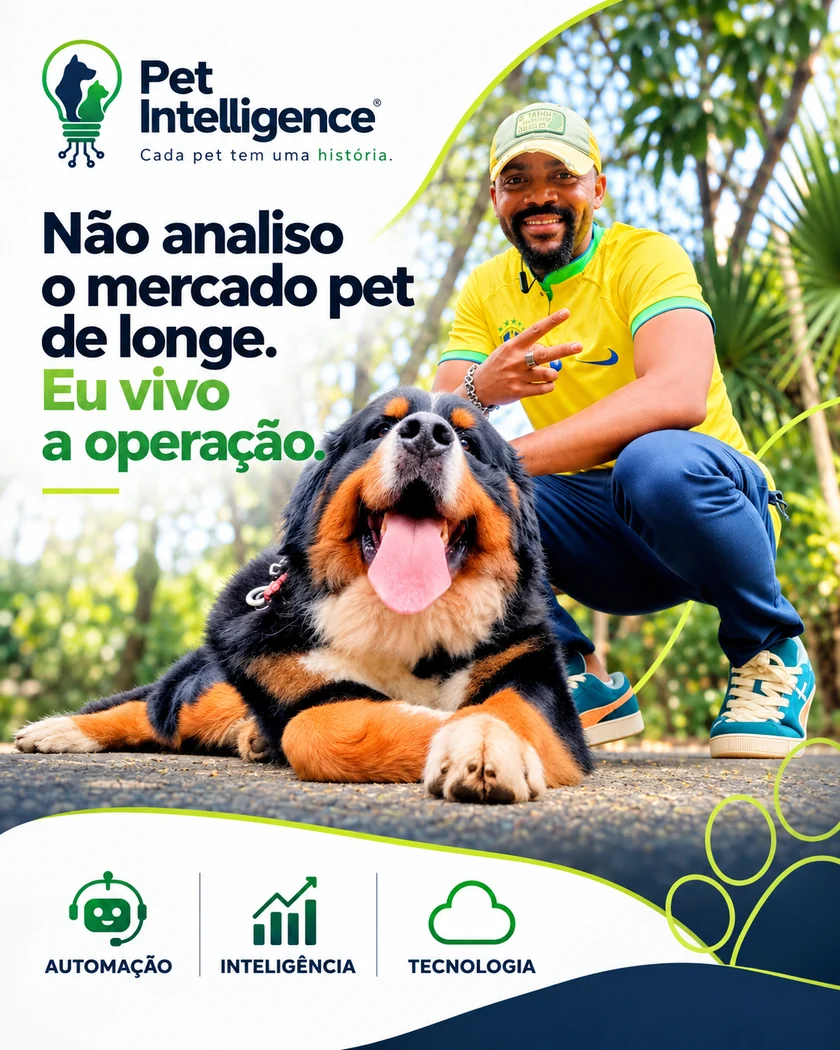 Pet
Intelligence®
Cada pet tem uma história.
Não analiso
o mercado pet
de longe.
Eu vivo
a operação.
AUTOMAÇÃO
INTELIGÊNCIA
TECNOLOGIA